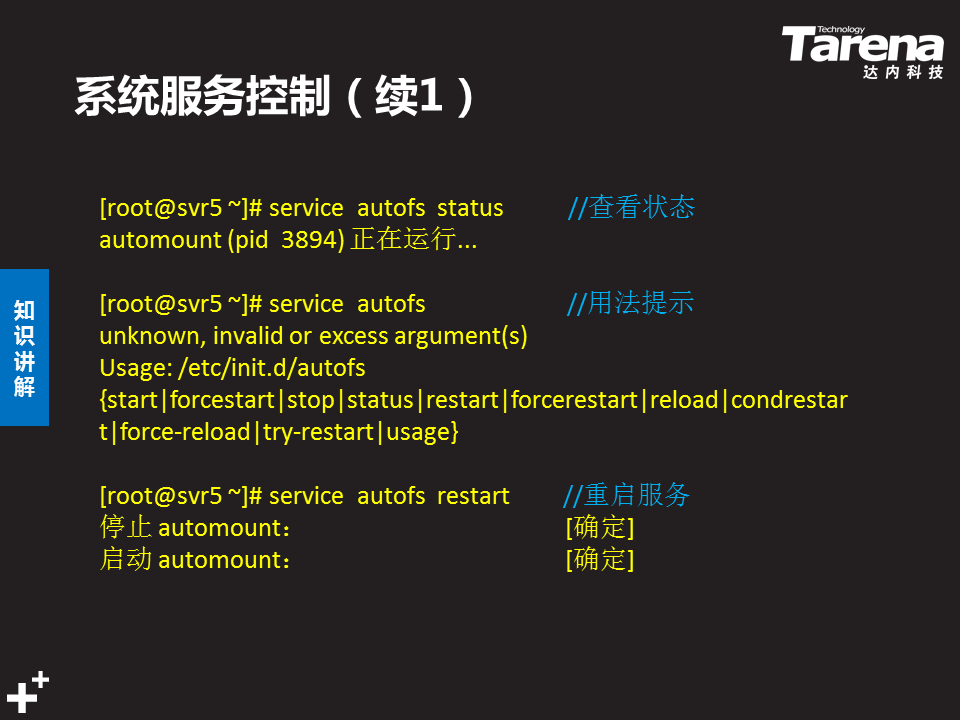 Technology
Tarena
达内科技
系统服务控制（续1）
[root@svr5 ~]# service autofs status //查看状态
automount (pid 3894) 正在运行...
[root@svr5 ~]# service autofs //用法提示
unknown, invalid or excess argument(s)
Usage: /etc/init.d/autofs
{start|forcestart|stop|status|restart|forcerestart|reload|condrestar
t|force-reload|try-restart|usage}
[root@svr5 ~]# service autofs restart //重启服务
停止 automount： [确定]
启动 automount： [确定]
知识讲解